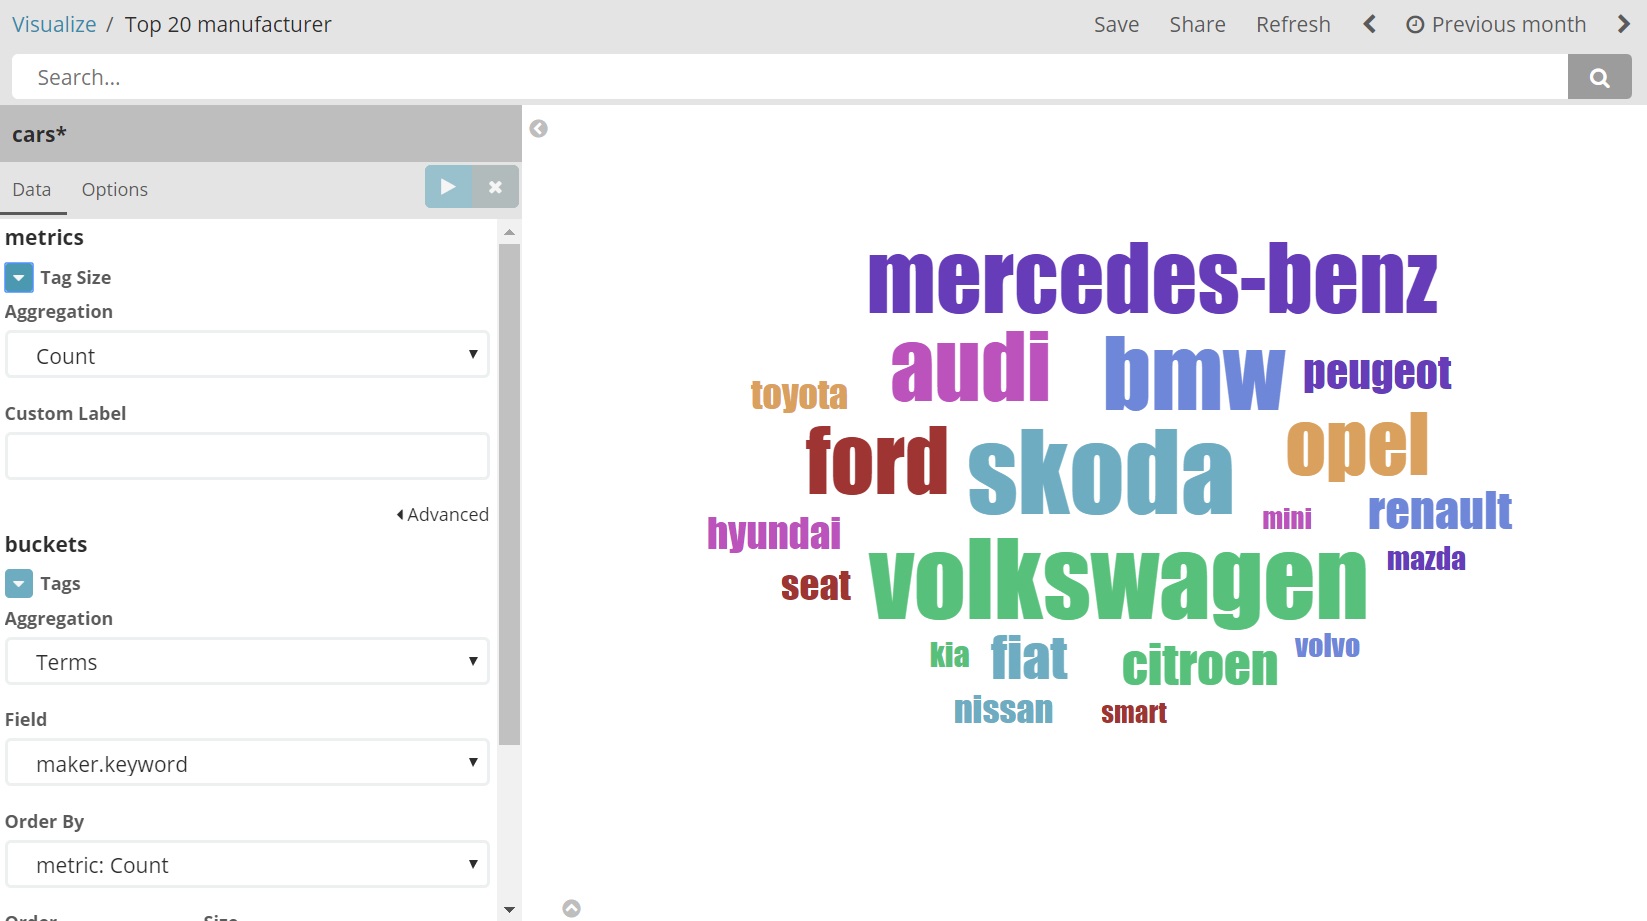 Visualize / Top 20 manufacturer
Save Share Refresh Previous month
Search...
cars*
Data Options
metrics
Tag Size
Aggregation
Count
Custom Label
Advanced
buckets
Tags
Aggregation
Terms
Field
maker.keyword
Order By
metric: Count
Order Size
mercedes-benz
audi bmw peugeot
toyota
ford skoda opel
hyundai mini renault
mazda
seat volkswagen
kia fiat citroen volvo
nissan smart